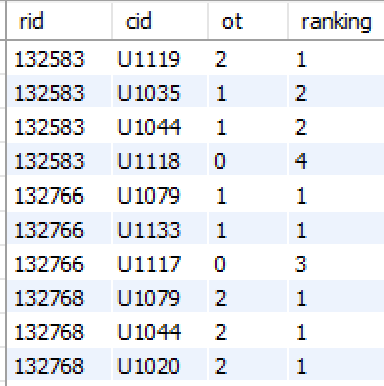 rid cid ot ranking
132583 U1119 2 1
132583 U1035 1 2
132583 U1044 1 2
132583 U1118 0 4
132766 U1079 1 1
132766 U1133 1 1
132766 U1117 0 3
132768 U1079 2 1
132768 U1044 2 1
132768 U1020 2 1